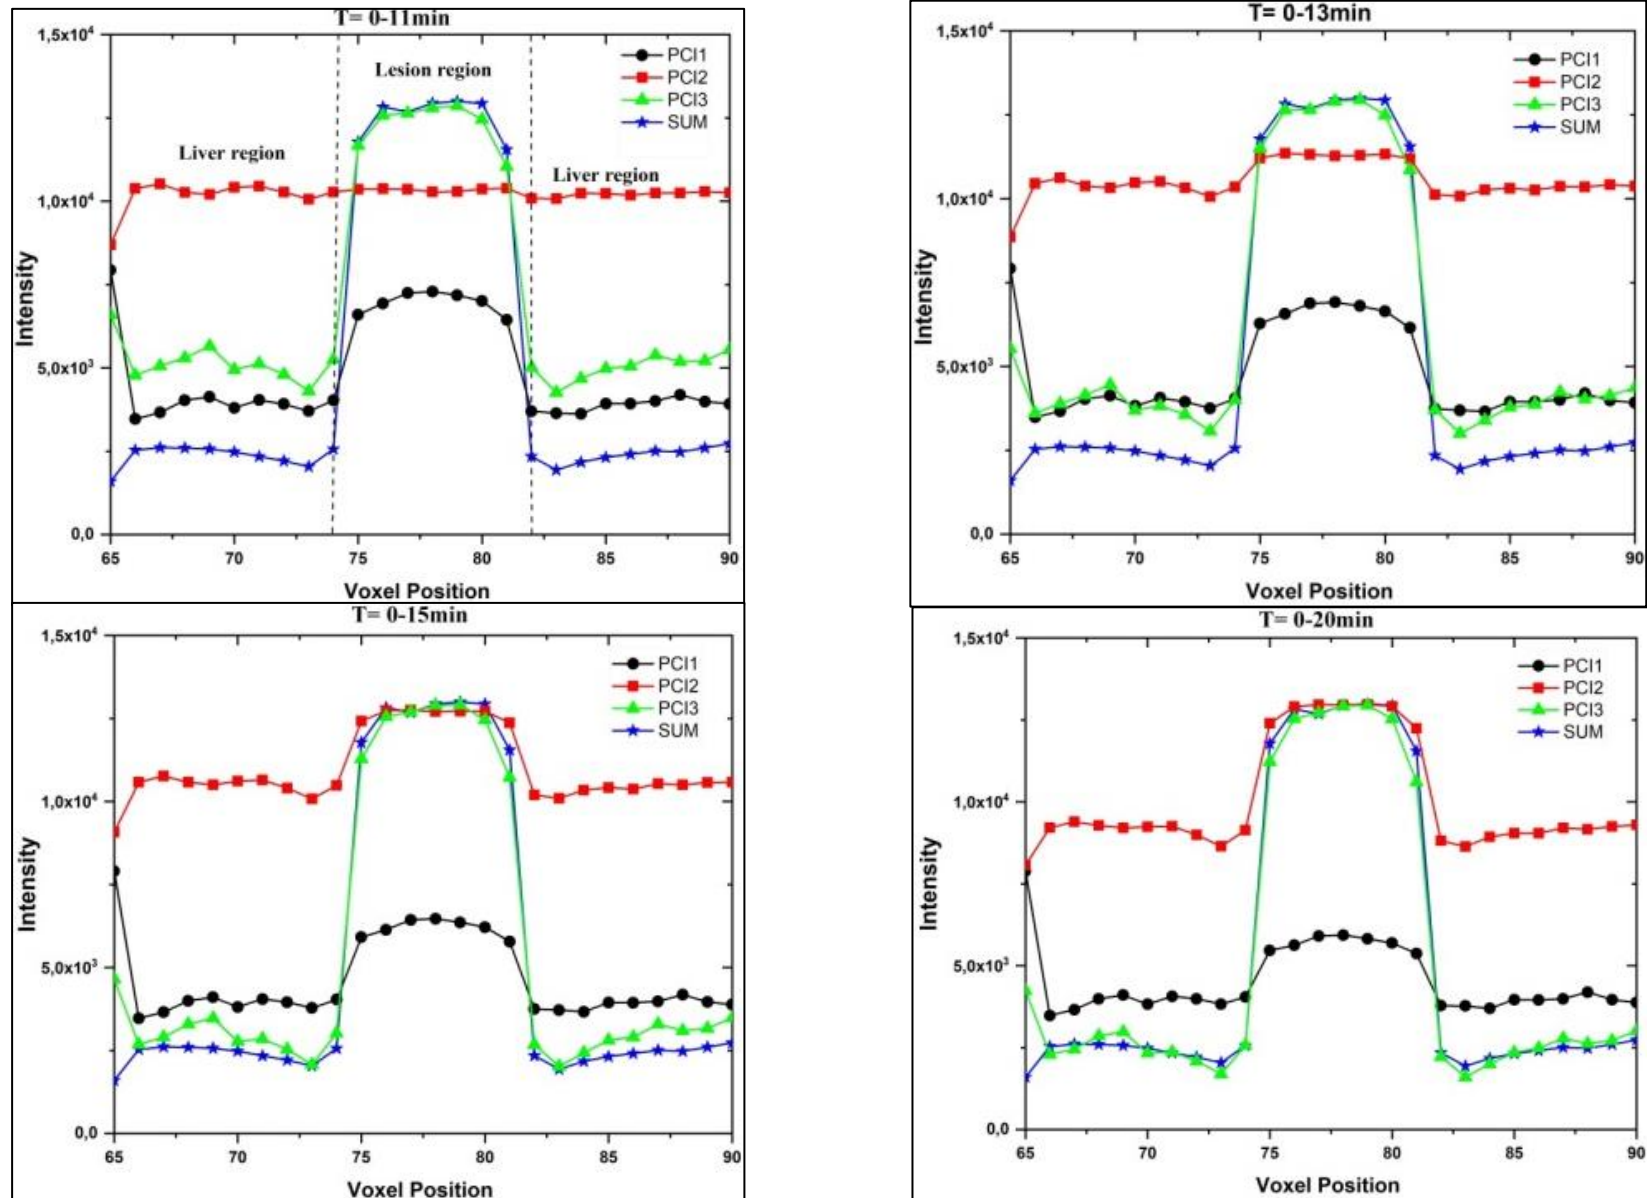 T= 0-11min
1,5x10⁴
1,0x10⁴
5,0x10³
0,0
Intensity
Liver region
Lesion region
Liver region
PCI1
PCI2
PCI3
SUM
65 70 75 80 85 90
Voxel Position
T= 0-13min
1,5x10⁴
1,0x10⁴
5,0x10³
0,0
Intensity
PCI1
PCI2
PCI3
SUM
65 70 75 80 85 90
Voxel Position
T= 0-15min
1,5x10⁴
1,0x10⁴
5,0x10³
0,0
Intensity
PCI1
PCI2
PCI3
SUM
65 70 75 80 85 90
Voxel Position
T= 0-20min
1,5x10⁴
1,0x10⁴
5,0x10³
0,0
Intensity
PCI1
PCI2
PCI3
SUM
65 70 75 80 85 90
Voxel Position